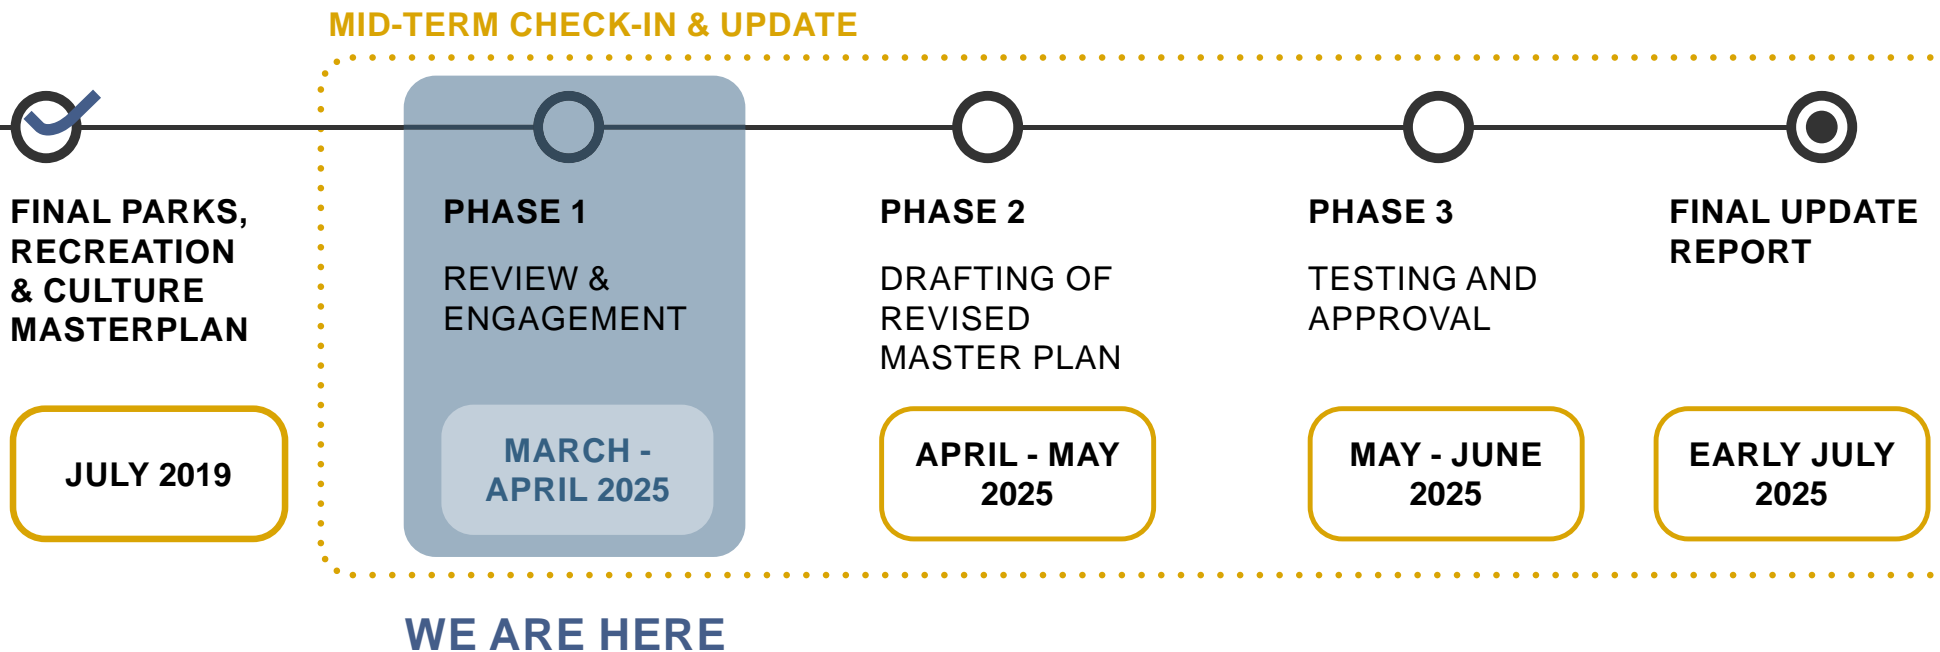 MID-TERM CHECK-IN & UPDATE
FINAL PARKS,
RECREATION
& CULTURE
MASTERPLAN
JULY 2019
PHASE 1
REVIEW &
ENGAGEMENT
MARCH -
APRIL 2025
PHASE 2
DRAFTING OF
REVISED
MASTER PLAN
APRIL - MAY
2025
PHASE 3
TESTING AND
APPROVAL
MAY - JUNE
2025
FINAL UPDATE
REPORT
EARLY JULY
2025
WE ARE HERE